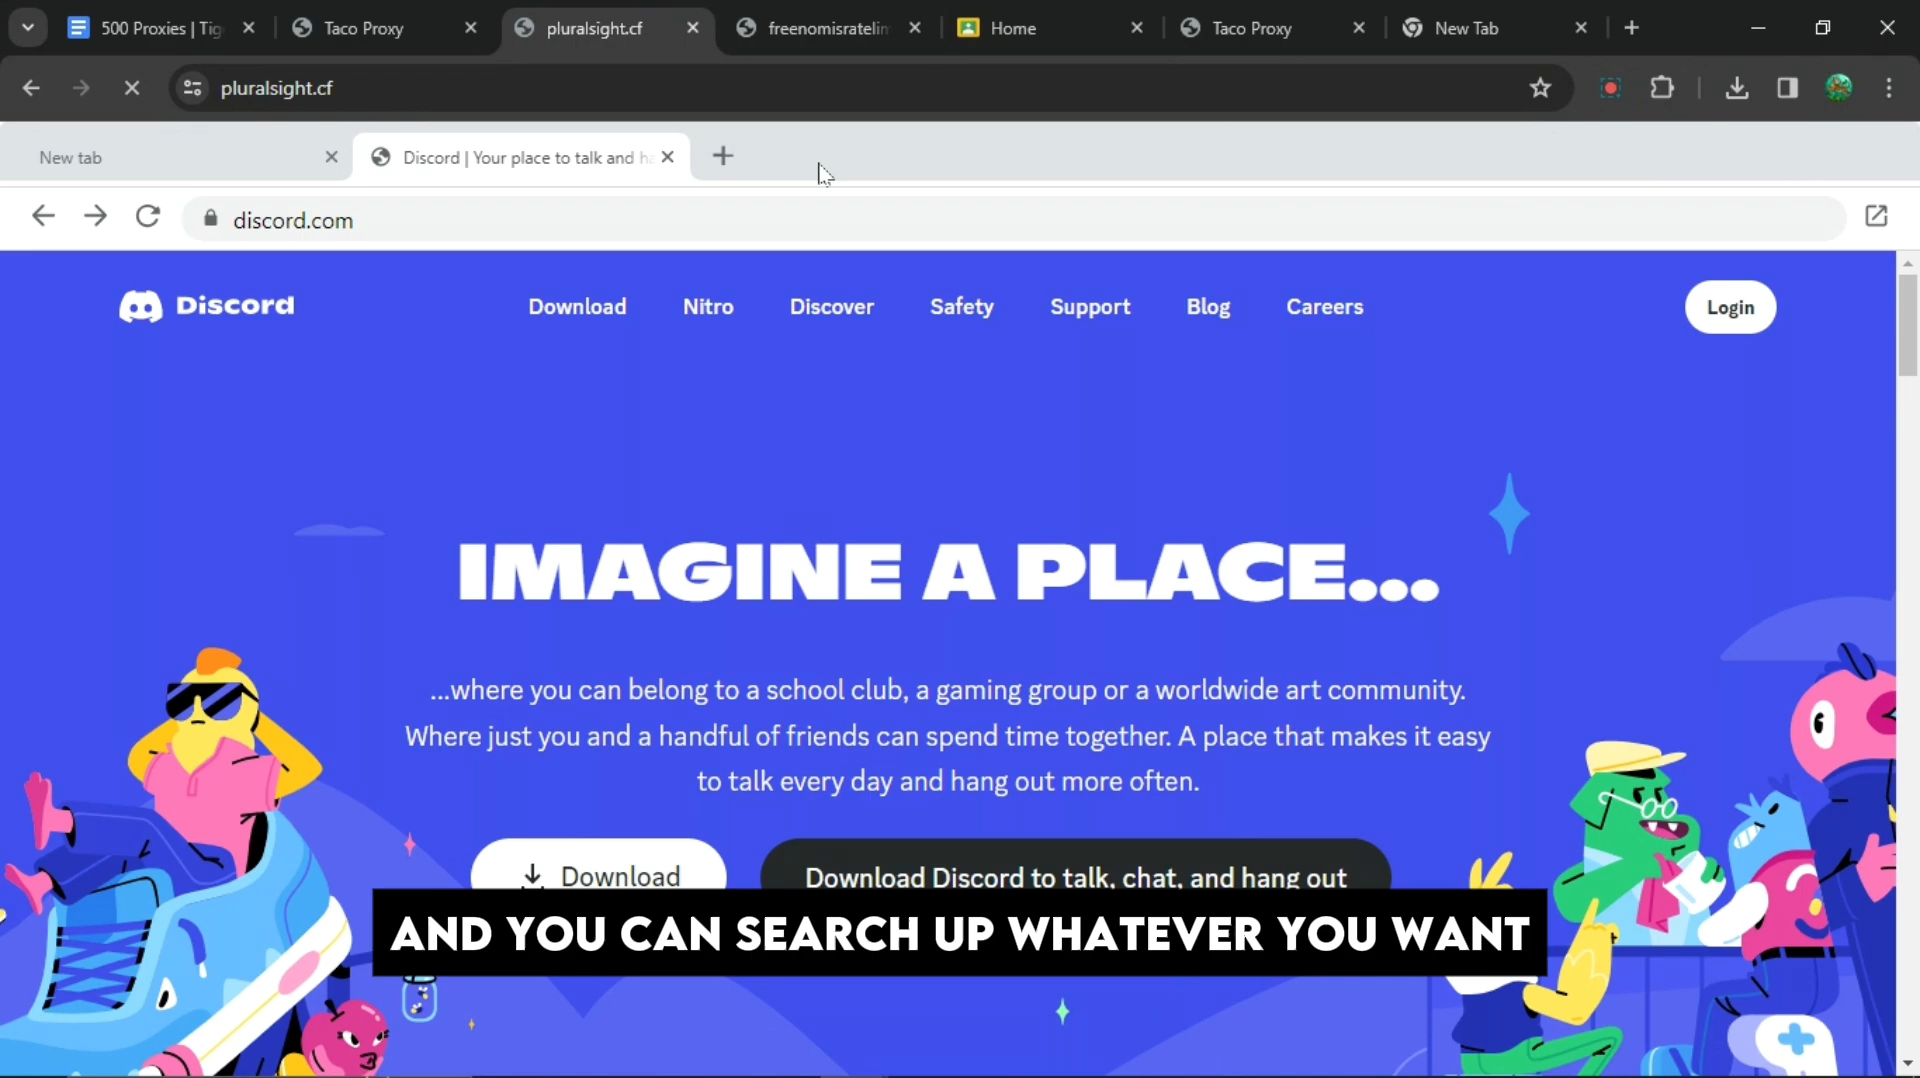 500 Proxies | Tig
Taco Proxy
pluralsight.cf
freenomisratelim
Home
Taco Proxy
New Tab
pluralsight.cf
New tab
Discord | Your place to talk and ha
discord.com
Discord
Download
Nitro
Discover
Safety
Support
Blog
Careers
Login
IMAGINE A PLACE...
...where you can belong to a school club, a gaming group or a worldwide art community.
Where just you and a handful of friends can spend time together. A place that makes it easy
to talk every day and hang out more often.
Download
Download Discord to talk, chat, and hang out
AND YOU CAN SEARCH UP WHATEVER YOU WANT